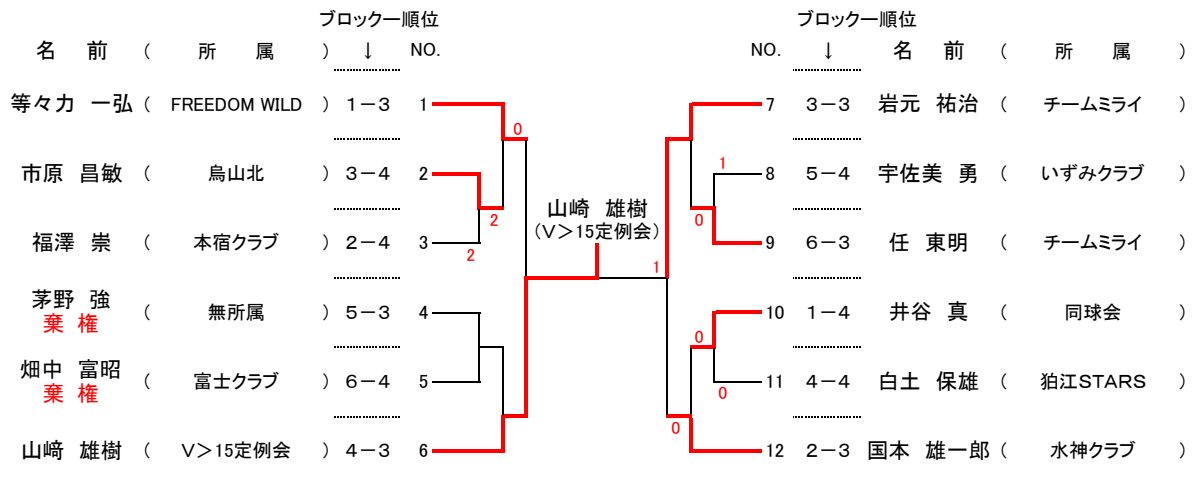 ブロックー順位 ブロックー順位
名 前 ( 所 属 ) ↓ NO. NO. ↓ 名 前 ( 所 属 )
等々力 一弘 ( FREEDOM WILD ) 1－3 1 7 3－3 岩元 祐治 ( チームミライ )
0
市原 昌敏 ( 烏山北 ) 3－4 2 1 8 5－4 宇佐美 勇 ( いずみクラブ )
2 山崎 雄樹 0
(V＞15定例会)
福澤 崇 ( 本宿クラブ ) 2－4 3 9 6－3 任 東明 ( チームミライ )
2 1
茅野 強 ( 無所属 ) 5－3 4 10 1－4 井谷 真 ( 同球会 )
棄 権 0
畑中 富昭 ( 富士クラブ ) 6－4 5 11 4－4 白土 保雄 ( 狛江STARS )
棄 権 0
0
山﨑 雄樹 ( V＞15定例会 ) 4－3 6 12 2－3 国本 雄一郎 ( 水神クラブ )